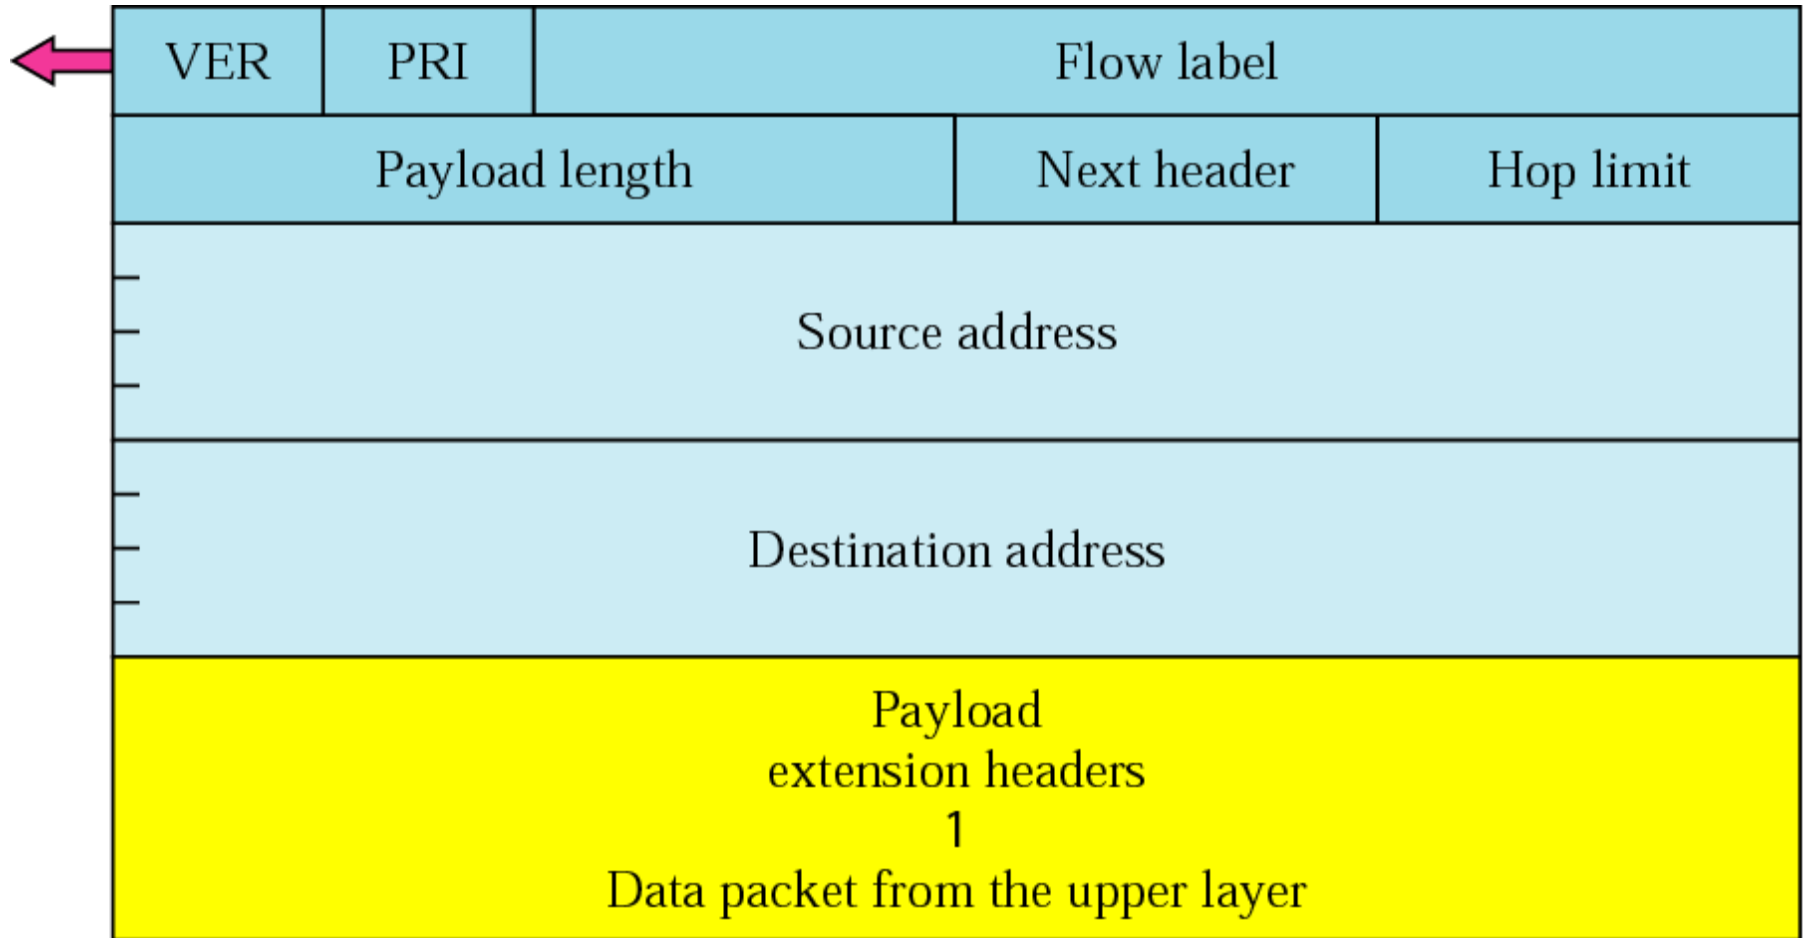 VER PRI Flow label
Payload length Next header Hop limit
Source address
Destination address
Payload
extension headers
1
Data packet from the upper layer